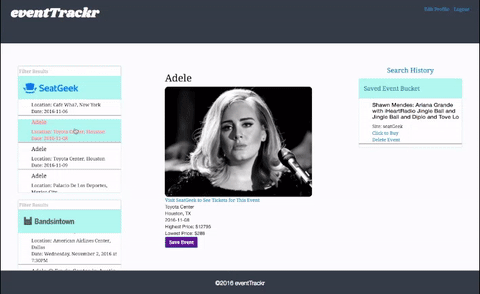 eventTrackr
Edit Profile Logout
Filter Results
SeatGeek
Location: Cafe Wha?, New York
Date: 2016-11-06
Adele
Location: Toyota Center, Houston
Date: 2016-11-08
Adele
Location: Toyota Center, Houston
Date: 2016-11-09
Adele
Location: Palacio De Los Deportes,
Mexico City
Filter Results
Bandsintown
Location: American Airlines Center,
Dallas
Date: Wednesday, November 2, 2016 at
7:30PM
Adele
Visit SeatGeek to See Tickets for This Event
Toyota Center
Houston, TX
2016-11-08
Highest Price: $12795
Lowest Price: $288
Save Event
Search History
Saved Event Bucket
Shawn Mendes; Ariana Grande
with iHeartRadio Jingle Ball and
Jingle Ball and Diplo and Tove Lo
Site: seatGeek
Click to Buy
Delete Event
©2016 eventTrackr